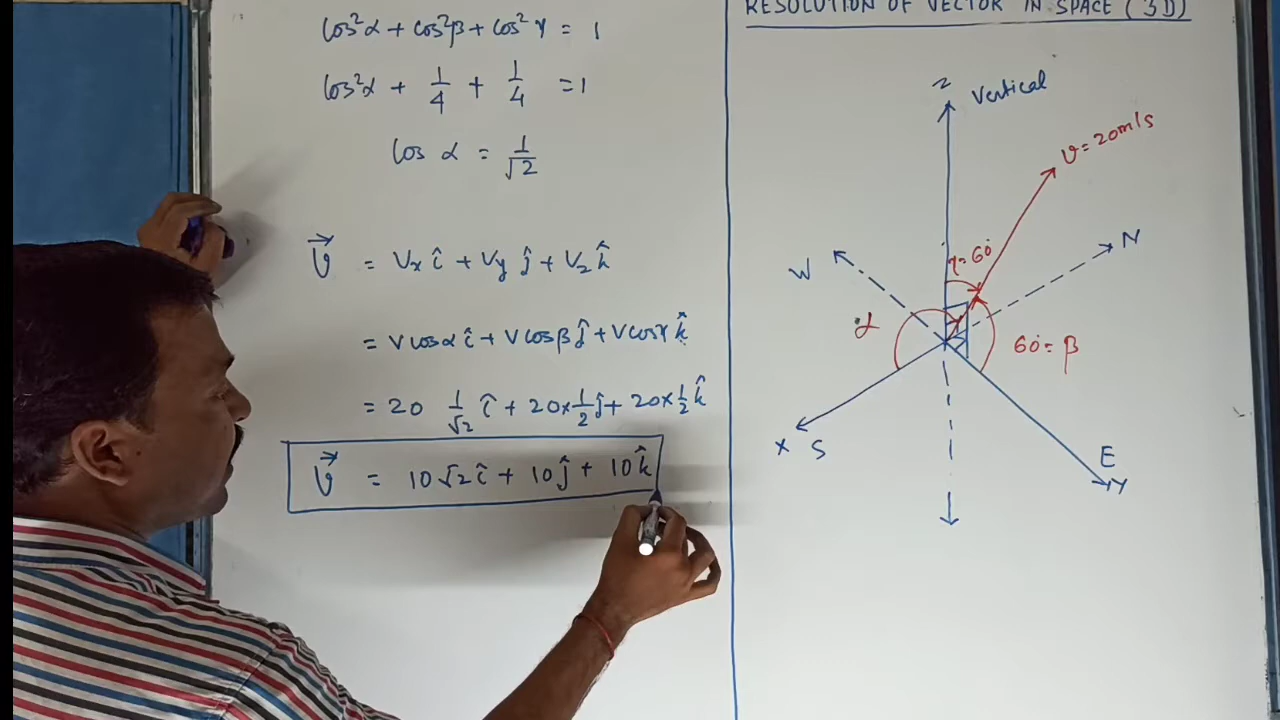 cos²α + cos²β + cos²γ = 1
cos²α + 1/4 + 1/4 = 1
cos α = 1/√2
v⃗ = Vx î + Vy ĵ + Vz k̂
= V cosα î + V cosβ ĵ + V cosγ k̂
= 20 1/√2 î + 20×1/2 ĵ + 20×1/2 k̂
v⃗ = 10√2 î + 10 ĵ + 10 k̂
RESOLUTION OF VECTOR IN SPACE (3D)
Z Vertical
v = 20m/s
N
W
γ = 60°
α
60° = β
X S
E
Y